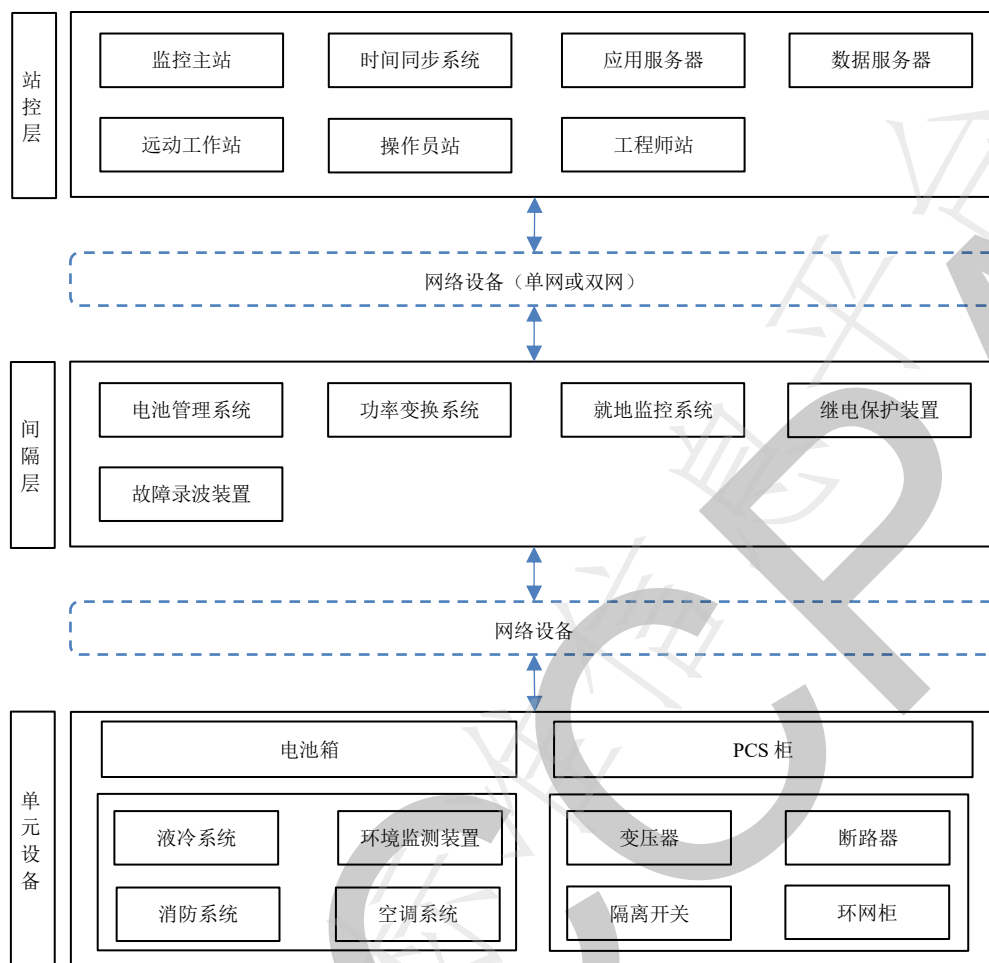 站控层
监控主站 时间同步系统 应用服务器 数据服务器
远动工作站 操作员站 工程师站
网络设备（单网或双网）
间隔层
电池管理系统 功率变换系统 就地监控系统 继电保护装置
故障录波装置
网络设备
单元设备
电池箱 PCS 柜
液冷系统 环境监测装置 变压器 断路器
消防系统 空调系统 隔离开关 环网柜